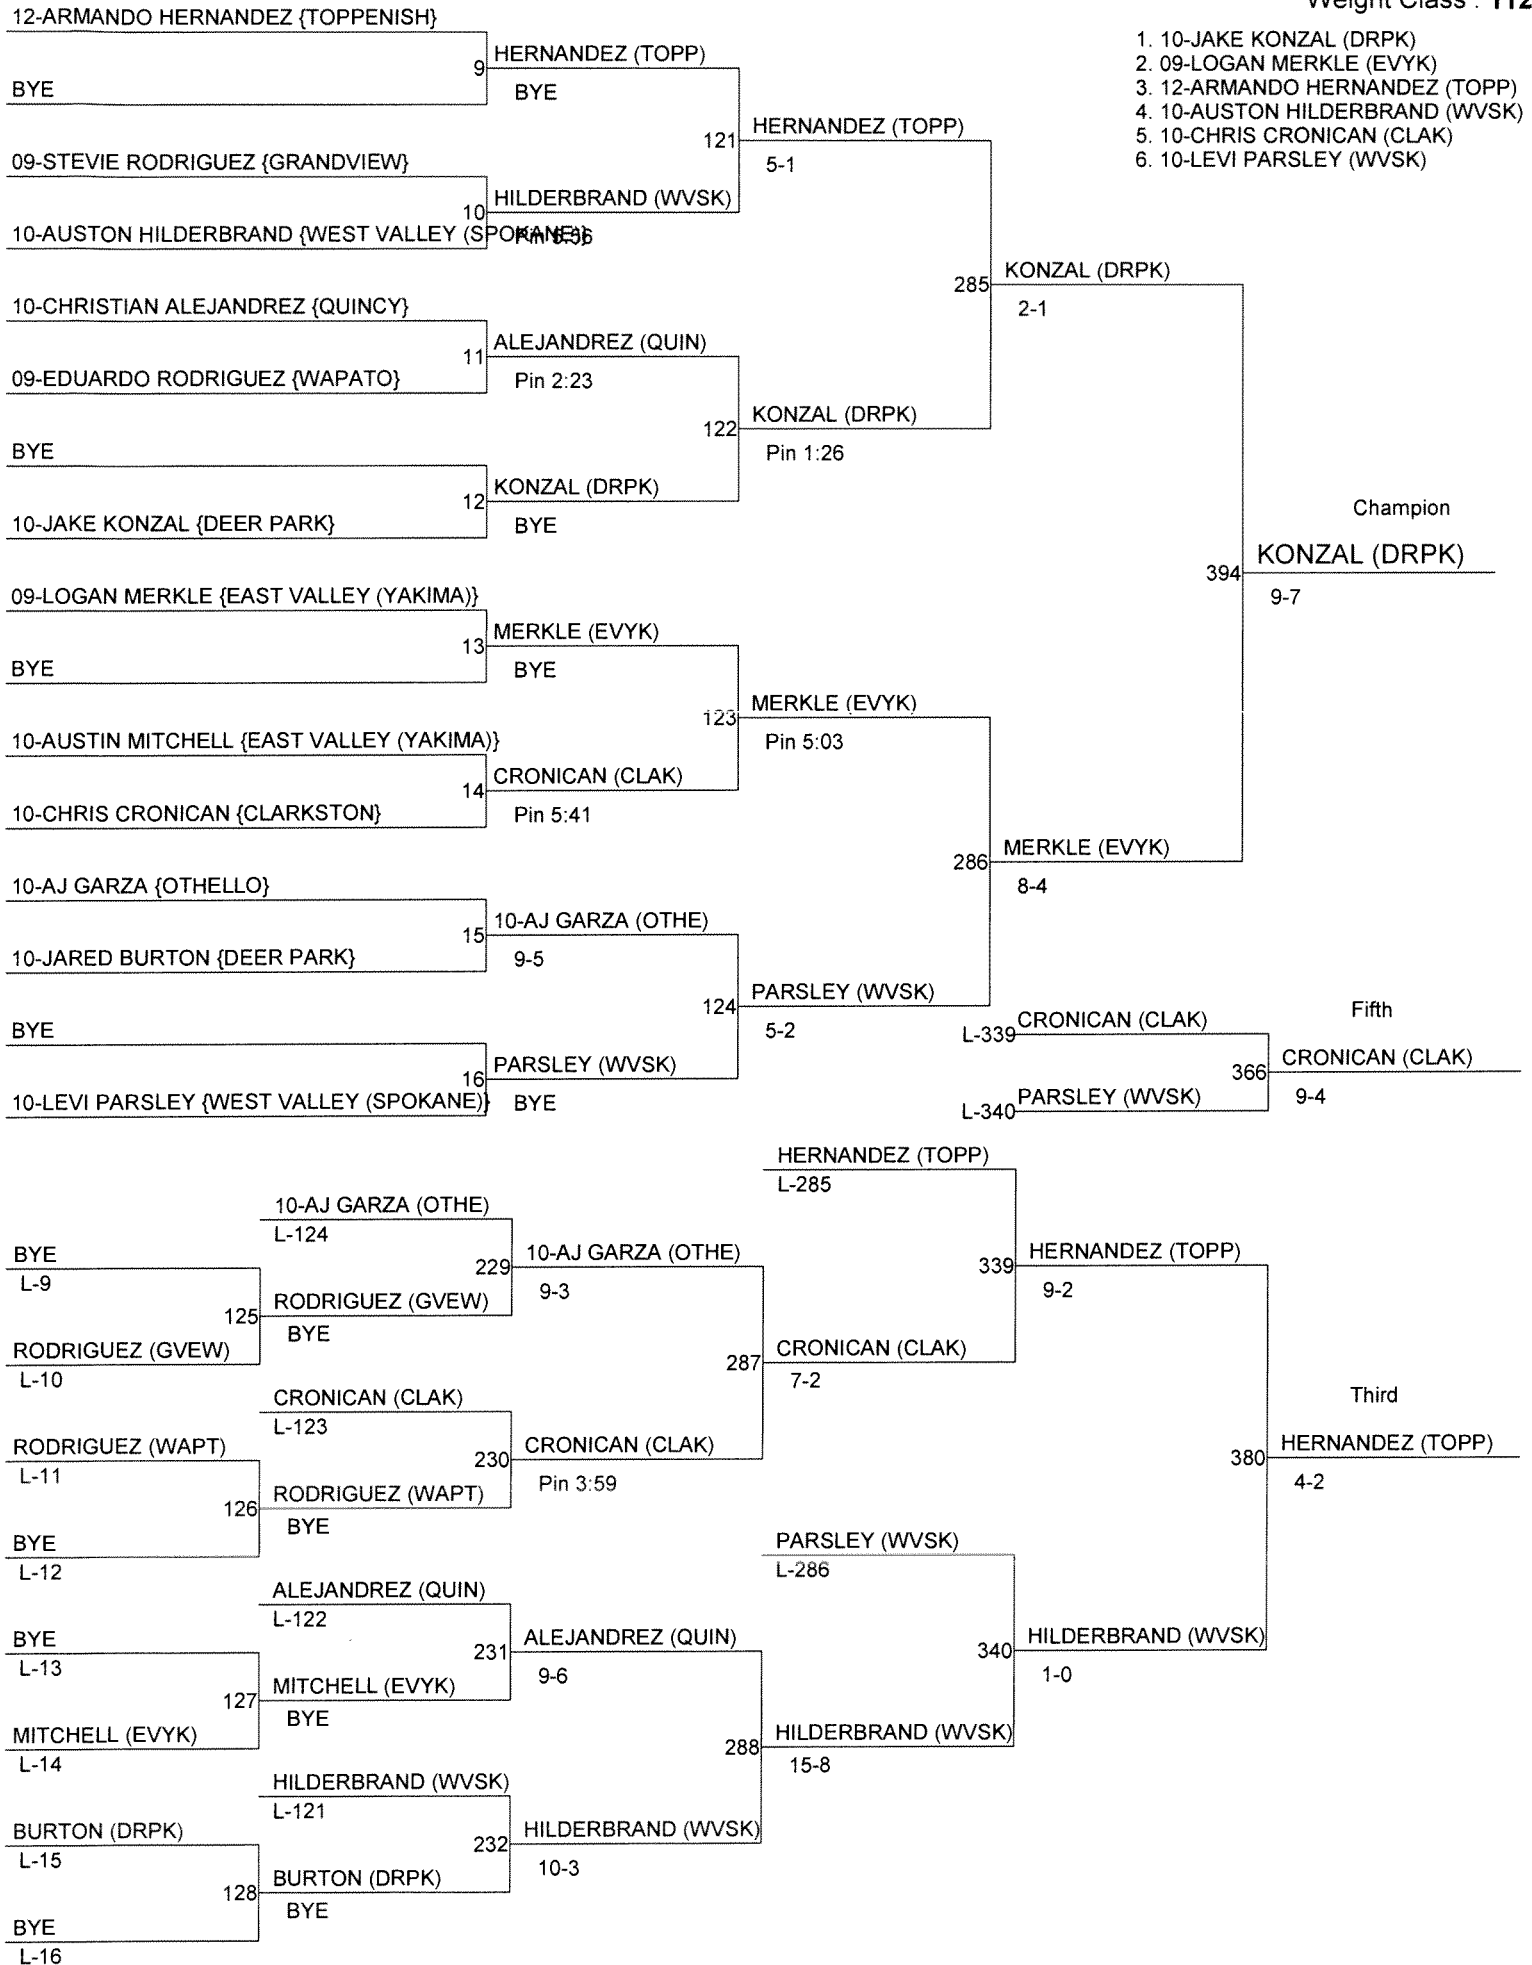 Weight Class : 112
1. 10-JAKE KONZAL (DRPK)
2. 09-LOGAN MERKLE (EVYK)
3. 12-ARMANDO HERNANDEZ (TOPP)
4. 10-AUSTON HILDERBRAND (WVSK)
5. 10-CHRIS CRONICAN (CLAK)
6. 10-LEVI PARSLEY (WVSK)
12-ARMANDO HERNANDEZ {TOPPENISH}
9
HERNANDEZ (TOPP)
BYE
BYE
121
HERNANDEZ (TOPP)
5-1
09-STEVIE RODRIGUEZ {GRANDVIEW}
10
HILDERBRAND (WVSK)
10-AUSTON HILDERBRAND {WEST VALLEY (SPOKANE)}
285
KONZAL (DRPK)
2-1
10-CHRISTIAN ALEJANDREZ {QUINCY}
11
ALEJANDREZ (QUIN)
Pin 2:23
09-EDUARDO RODRIGUEZ {WAPATO}
122
KONZAL (DRPK)
Pin 1:26
BYE
12
KONZAL (DRPK)
BYE
10-JAKE KONZAL {DEER PARK}
Champion
394
KONZAL (DRPK)
9-7
09-LOGAN MERKLE {EAST VALLEY (YAKIMA)}
13
MERKLE (EVYK)
BYE
BYE
123
MERKLE (EVYK)
Pin 5:03
10-AUSTIN MITCHELL {EAST VALLEY (YAKIMA)}
14
CRONICAN (CLAK)
Pin 5:41
10-CHRIS CRONICAN {CLARKSTON}
286
MERKLE (EVYK)
8-4
10-AJ GARZA {OTHELLO}
15
10-AJ GARZA (OTHE)
9-5
10-JARED BURTON {DEER PARK}
124
PARSLEY (WVSK)
5-2
BYE
16
PARSLEY (WVSK)
BYE
10-LEVI PARSLEY {WEST VALLEY (SPOKANE)}
Fifth
L-339
CRONICAN (CLAK)
366
CRONICAN (CLAK)
9-4
L-340
PARSLEY (WVSK)
HERNANDEZ (TOPP)
L-285
10-AJ GARZA (OTHE)
L-124
BYE
L-9
229
10-AJ GARZA (OTHE)
9-3
339
HERNANDEZ (TOPP)
9-2
125
RODRIGUEZ (GVEW)
BYE
RODRIGUEZ (GVEW)
L-10
287
CRONICAN (CLAK)
7-2
CRONICAN (CLAK)
L-123
Third
RODRIGUEZ (WAPT)
L-11
230
CRONICAN (CLAK)
Pin 3:59
380
HERNANDEZ (TOPP)
4-2
126
RODRIGUEZ (WAPT)
BYE
BYE
L-12
PARSLEY (WVSK)
L-286
ALEJANDREZ (QUIN)
L-122
BYE
L-13
231
ALEJANDREZ (QUIN)
9-6
340
HILDERBRAND (WVSK)
1-0
127
MITCHELL (EVYK)
BYE
MITCHELL (EVYK)
L-14
288
HILDERBRAND (WVSK)
15-8
HILDERBRAND (WVSK)
L-121
BURTON (DRPK)
L-15
232
HILDERBRAND (WVSK)
10-3
128
BURTON (DRPK)
BYE
BYE
L-16